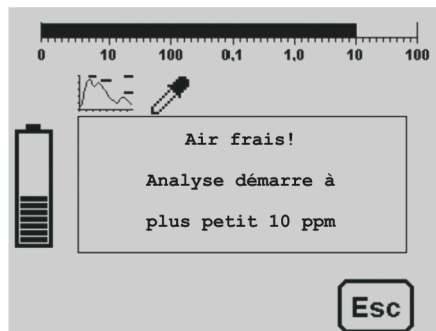 0 10 100 0,1 1,0 10 100
Air frais!
Analyse démarre à
plus petit 10 ppm
Esc